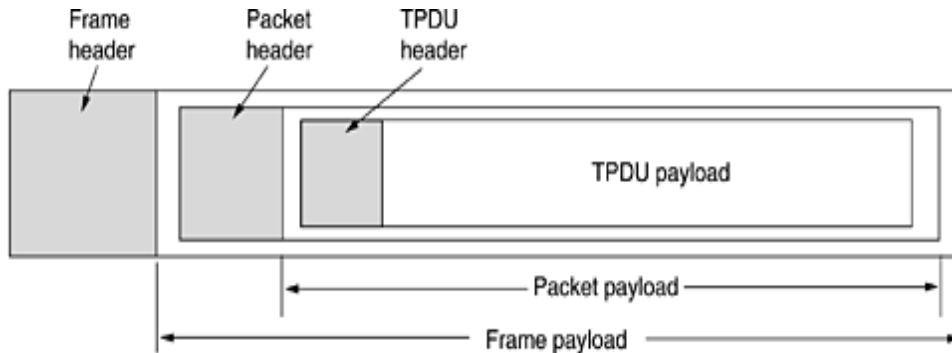 Frame
header
Packet
header
TPDU
header
TPDU payload
Packet payload
Frame payload